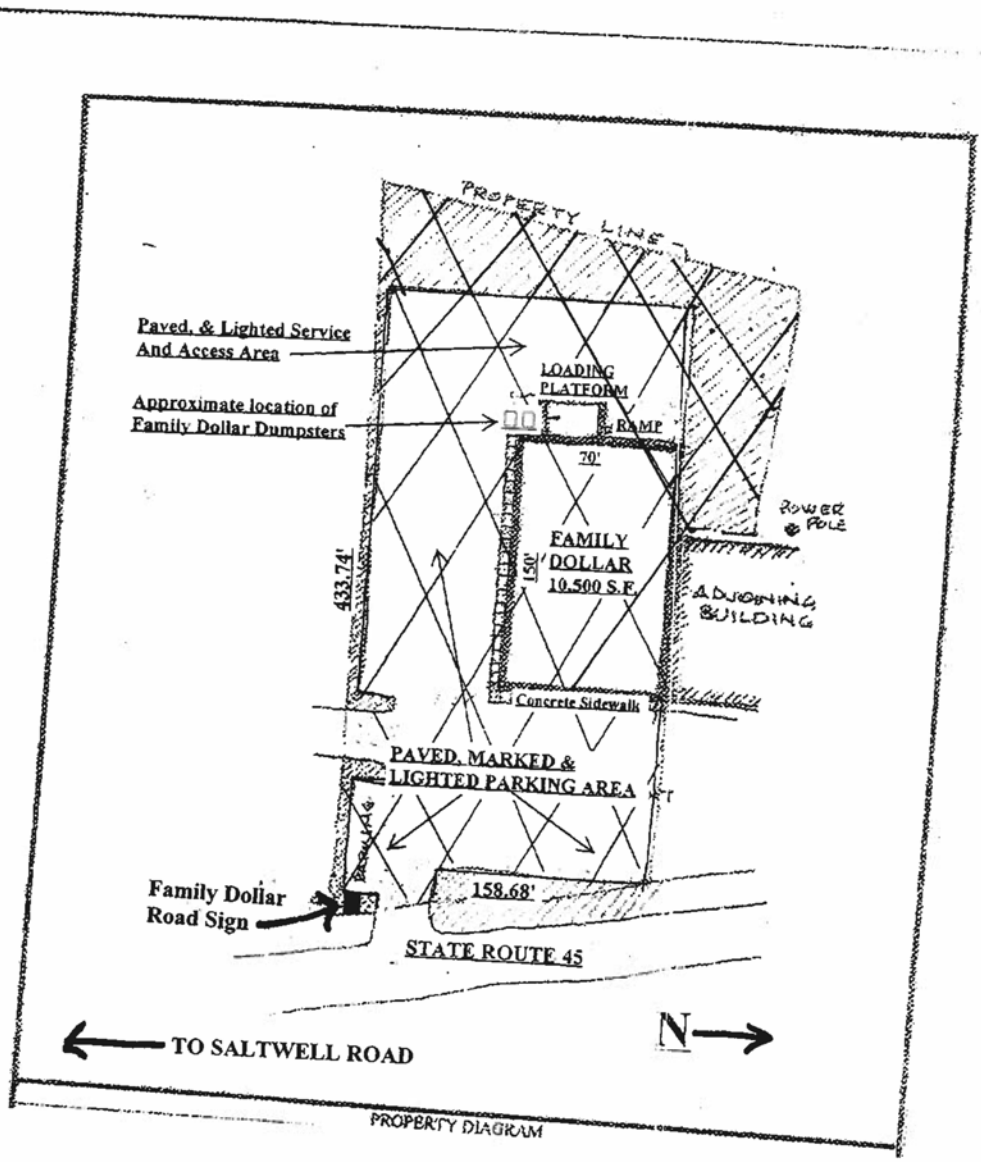 PROPERTY LINE
Paved, & Lighted Service
And Access Area
LOADING
PLATFORM
Approximate location of
Family Dollar Dumpsters
RAMP
70'
POWER
POLE
FAMILY
DOLLAR
10,500 S.F.
150'
433.74'
ADJOINING
BUILDING
Concrete Sidewalk
PAVED, MARKED &
LIGHTED PARKING AREA
PARKING
Family Dollar
Road Sign
158.68'
STATE ROUTE 45
N
TO SALTWELL ROAD
PROPERTY DIAGRAM